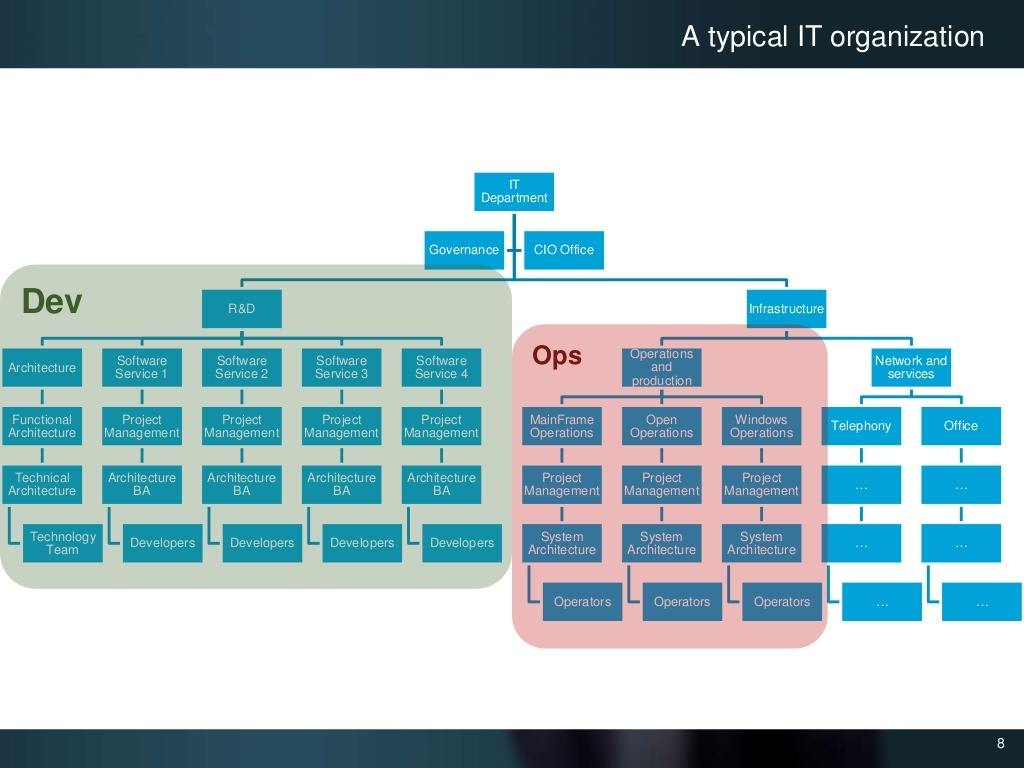 A typical IT organization
IT
Department
Governance
CIO Office
Dev
R&D
Infrastructure
Architecture
Software
Service 1
Software
Service 2
Software
Service 3
Software
Service 4
Ops
Operations
and
production
Network and
services
Functional
Architecture
Project
Management
Project
Management
Project
Management
Project
Management
MainFrame
Operations
Open
Operations
Windows
Operations
Telephony
Office
Technical
Architecture
Architecture
BA
Architecture
BA
Architecture
BA
Architecture
BA
Project
Management
Project
Management
Project
Management
…
…
Technology
Team
Developers
Developers
Developers
Developers
System
Architecture
System
Architecture
System
Architecture
…
…
Operators
Operators
Operators
…
…
8